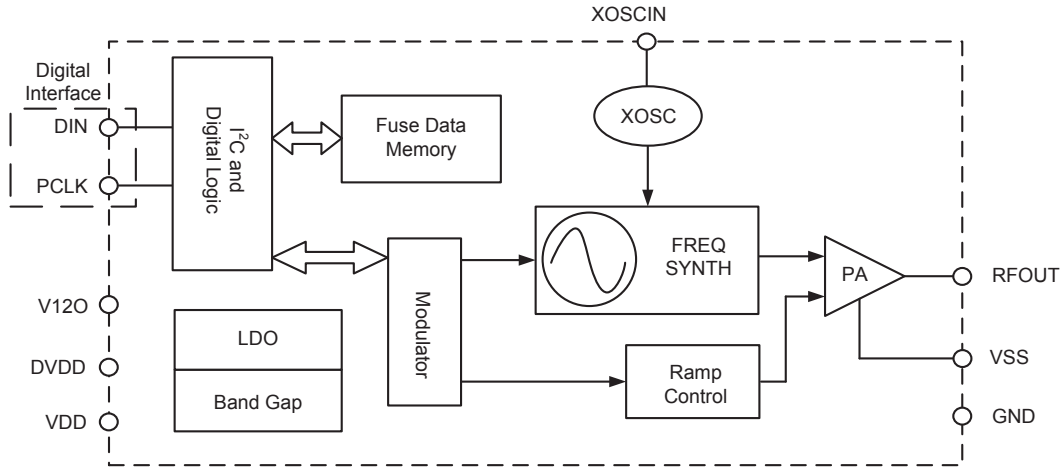 XOSCIN
Digital
Interface
DIN
PCLK
I²C and
Digital Logic
Fuse Data
Memory
XOSC
FREQ
SYNTH
PA
RFOUT
V12O
LDO
Modulator
DVDD
Band Gap
Ramp
Control
VSS
VDD
GND